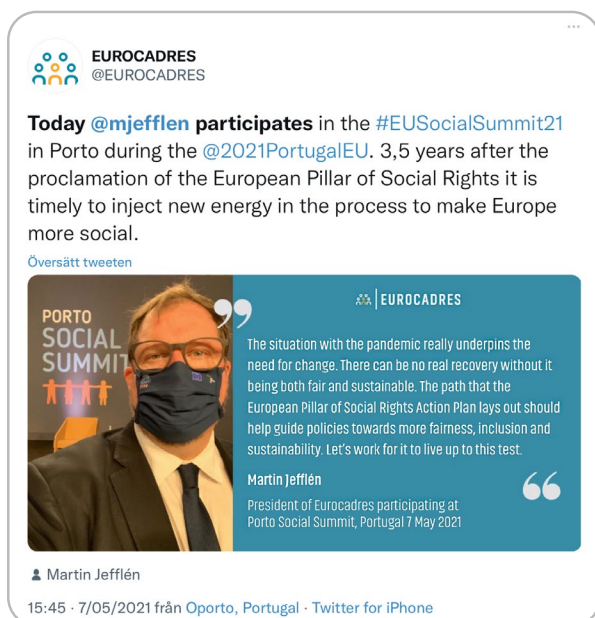 EUROCADRES
@EUROCADRES
Today @mjefflen participates in the #EUSocialSummit21
in Porto during the @2021PortugalEU. 3,5 years after the
proclamation of the European Pillar of Social Rights it is
timely to inject new energy in the process to make Europe
more social.
Översätt tweeten
PORTO
SOCIAL
SUMMIT
EUROCADRES
The situation with the pandemic really underpins the
need for change. There can be no real recovery without it
being both fair and sustainable. The path that the
European Pillar of Social Rights Action Plan lays out should
help guide policies towards more fairness, inclusion and
sustainability. Let's work for it to live up to this test.
Martin Jefflén
President of Eurocadres participating at
Porto Social Summit, Portugal 7 May 2021
Martin Jefflén
15:45 · 7/05/2021 från Oporto, Portugal · Twitter for iPhone